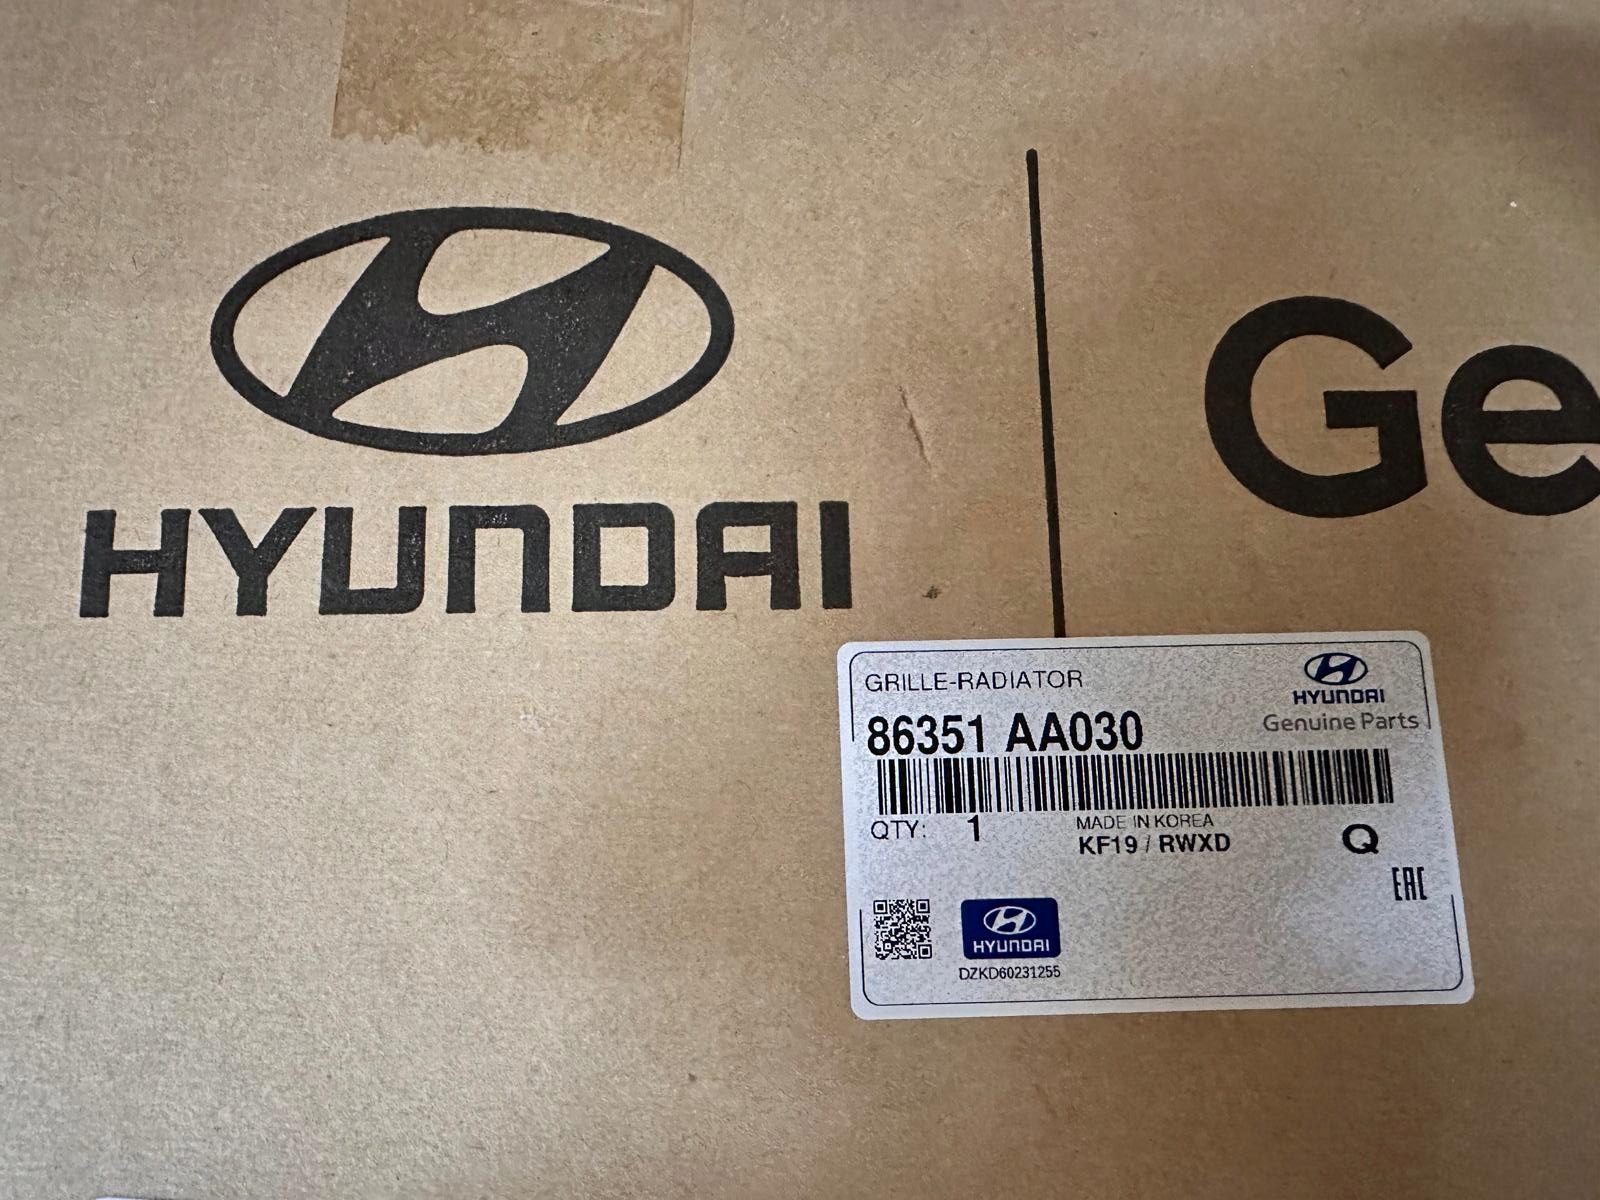 HYUNDAI
Ge
GRILLE-RADIATOR
HYUNDAI
Genuine Parts
86351 AA030
QTY: 1
MADE IN KOREA
KF19 / RWXD
Q
EAC
HYUNDAI
DZKD60231255